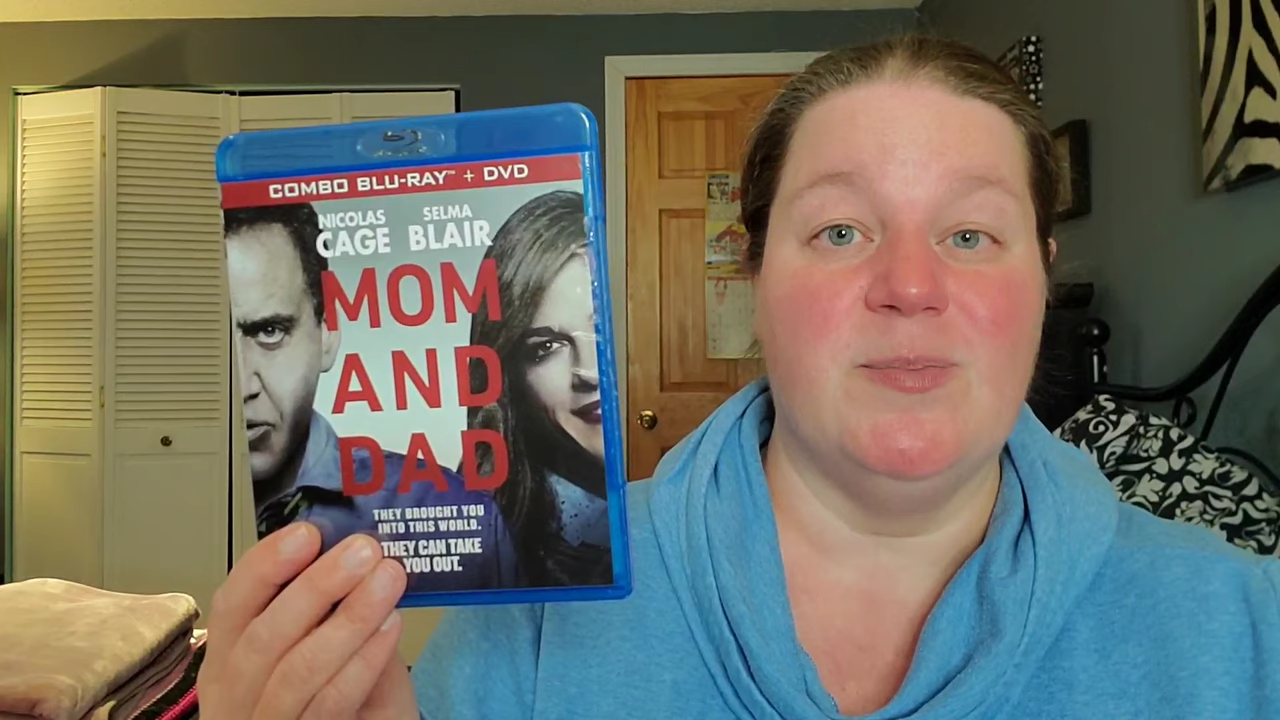 COMBO BLU-RAY™ + DVD
NICOLAS CAGE
SELMA BLAIR
MOM
AND
DAD
THEY BROUGHT YOU
INTO THIS WORLD.
THEY CAN TAKE
YOU OUT.